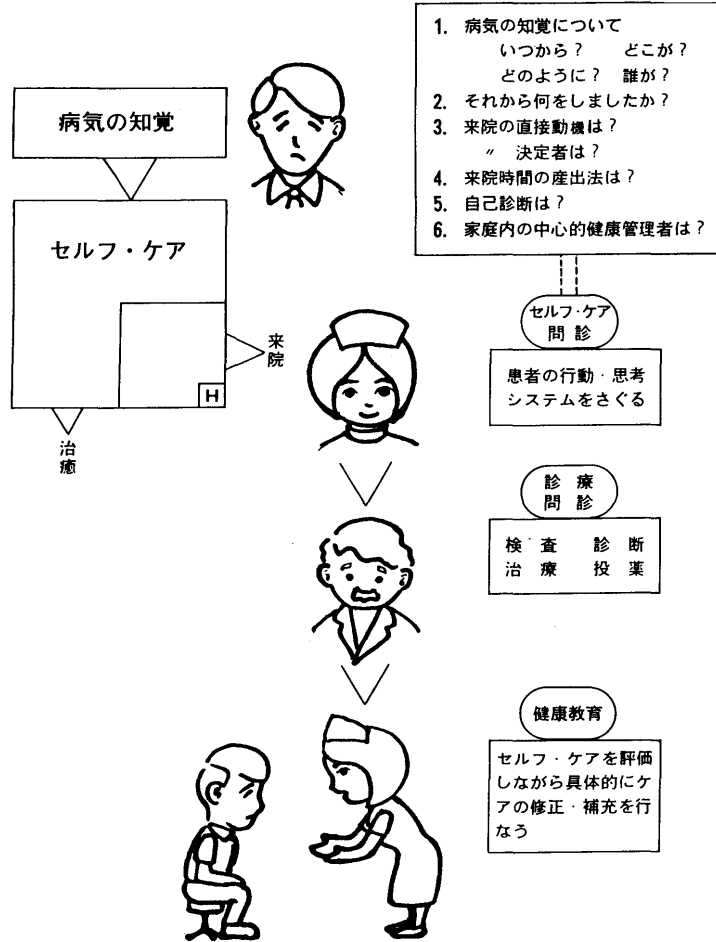 病気の知覚
セルフ・ケア
H
来院
治癒
1. 病気の知覚について
いつから? どこが?
どのように? 誰が?
2. それから何をしましたか?
3. 来院の直接動機は?
〃 決定者は?
4. 来院時間の産出法は?
5. 自己診断は?
6. 家庭内の中心的健康管理者は?
セルフ・ケア
問診
患者の行動・思考
システムをさぐる
診療
問診
検査 診断
治療 投薬
健康教育
セルフ・ケアを評価
しながら具体的にケ
アの修正・補充を行
なう